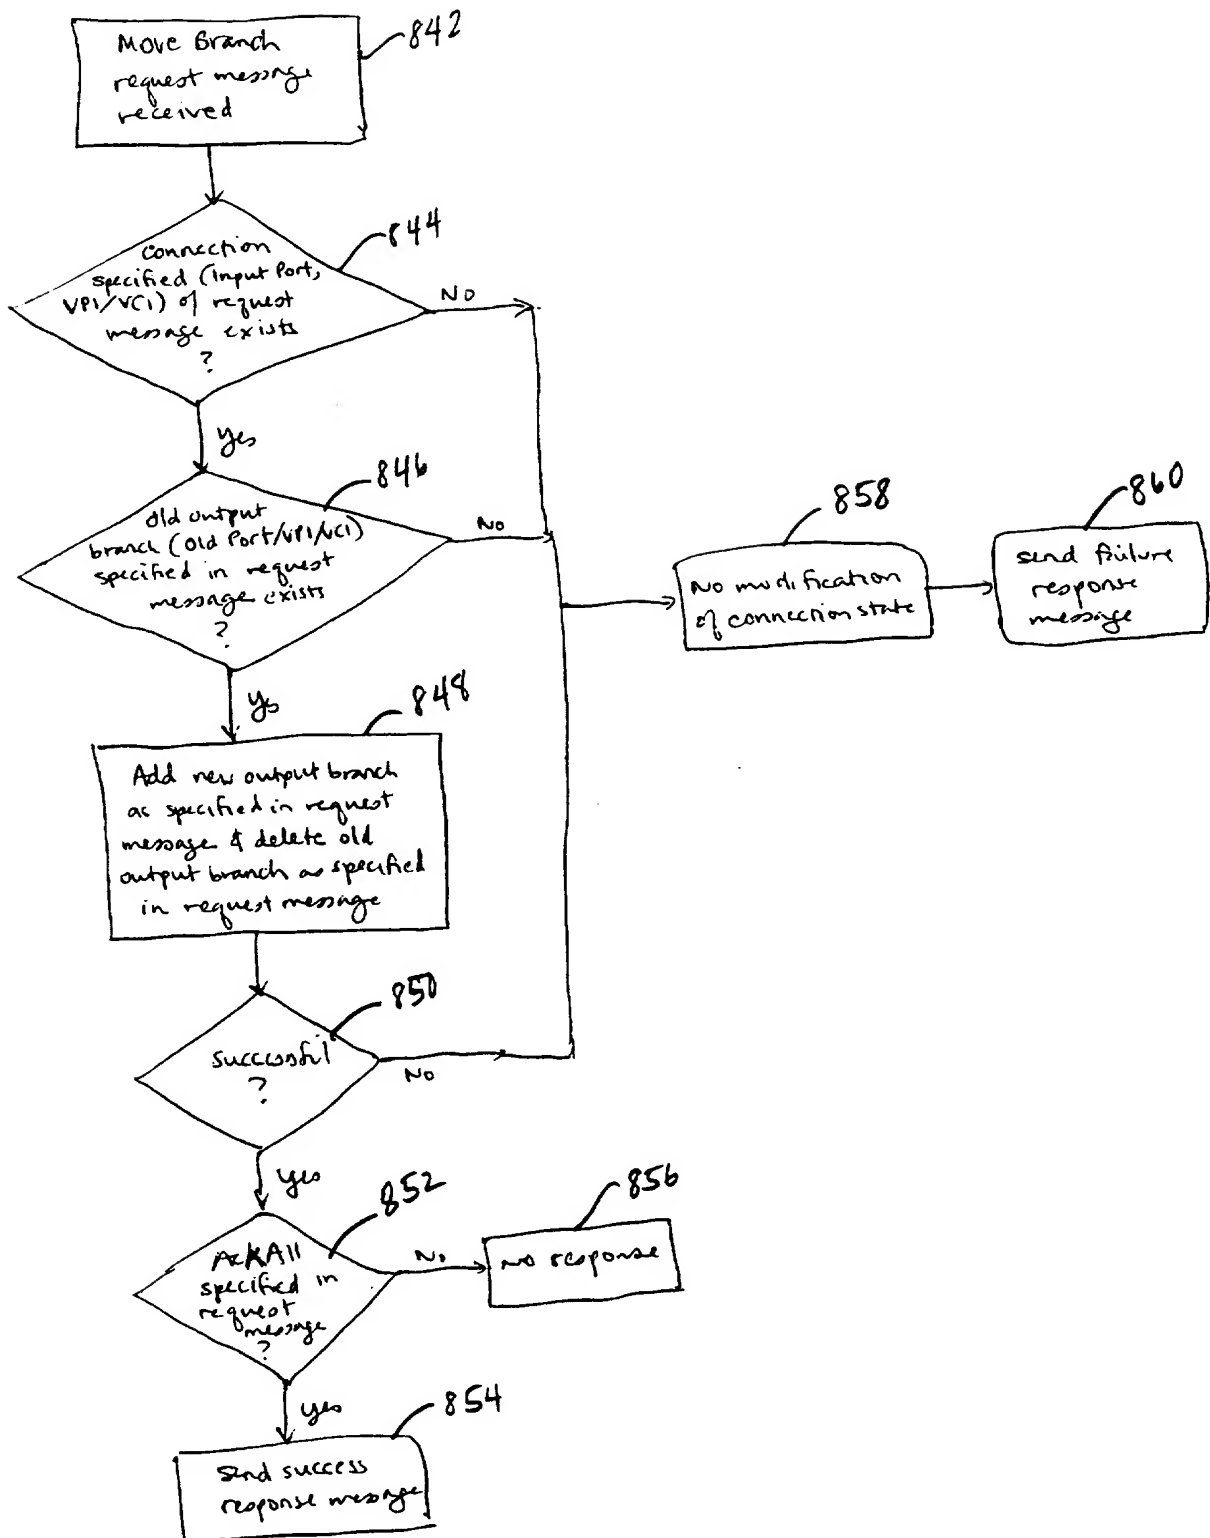 Move Branch
request message
received
842
Connection
specified (Input Port,
VPI/VCI) of request
message exists
?
844
No
Yes
Old output
branch (Old Port/VPI/VCI)
specified in request
message exists
?
846
No
Yes
858
No modification
of connection state
860
Send failure
response
message
848
Add new output branch
as specified in request
message & delete old
output branch as specified
in request message
850
Successful
?
No
Yes
852
AckAll
specified in
request
message
?
No
856
No response
Yes
854
Send success
response message